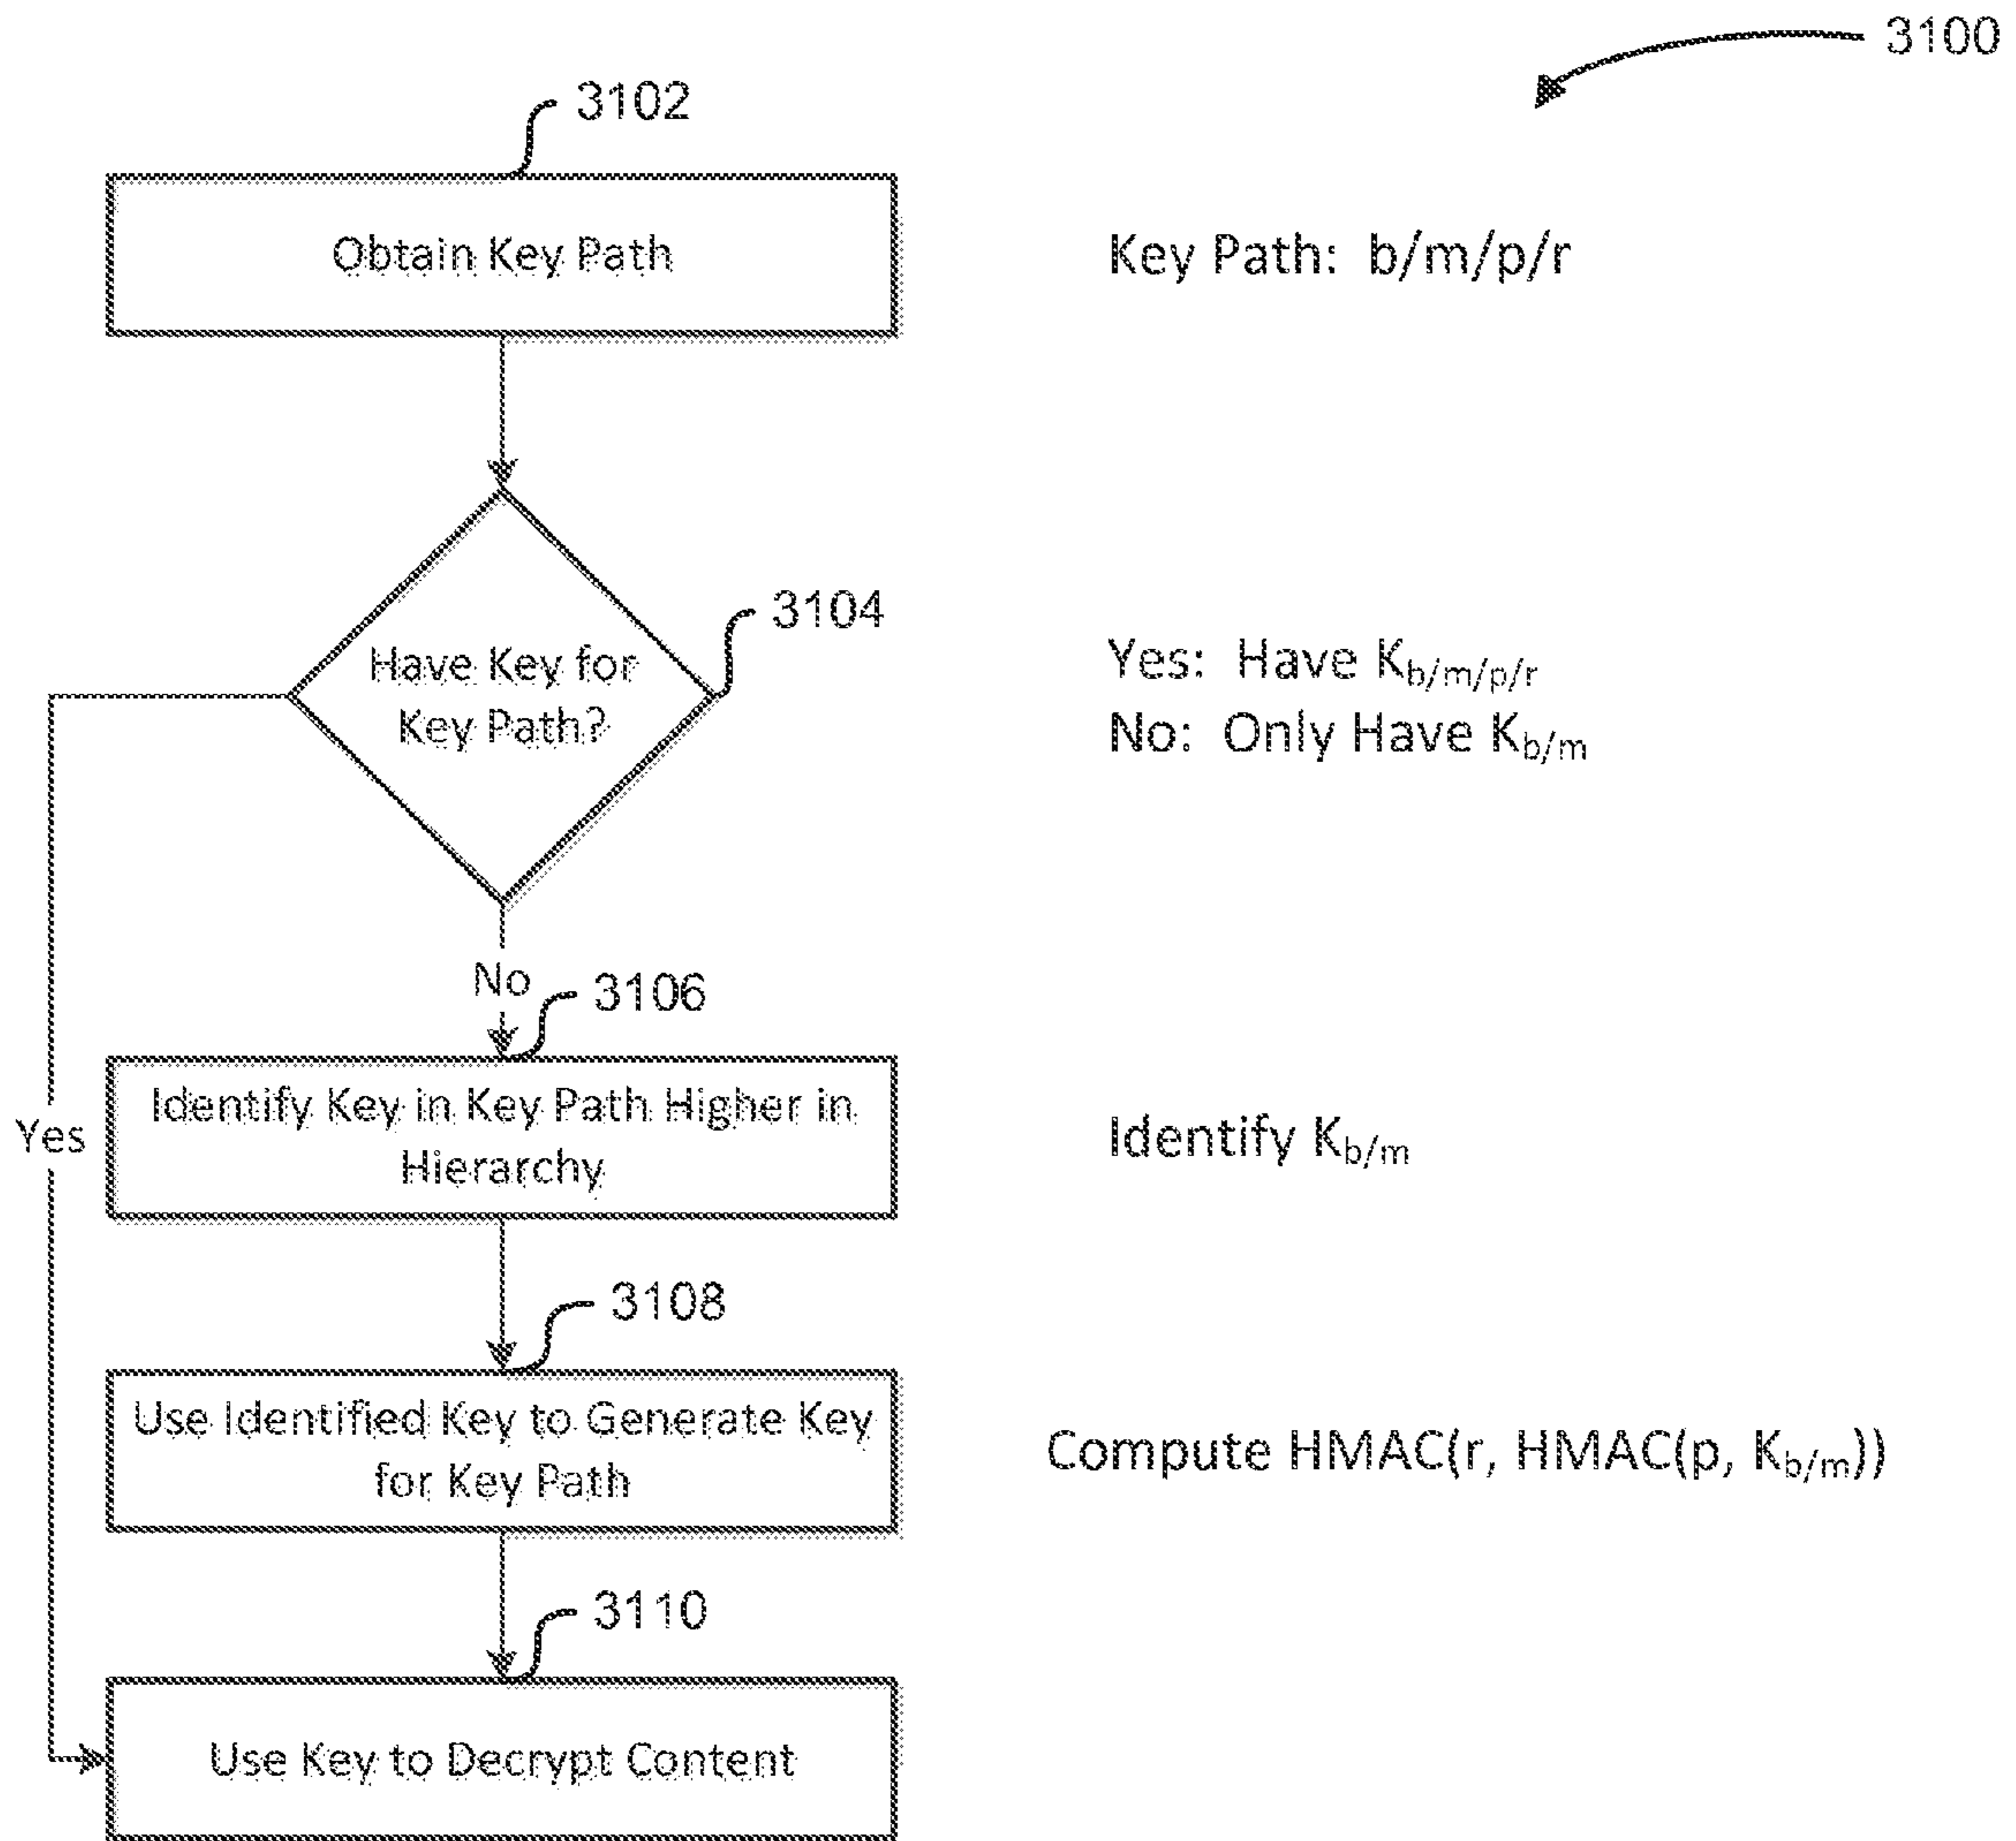 3100
3102
Obtain Key Path
Key Path: b/m/p/r
3104
Have Key for
Key Path?
Yes: Have Kb/m/p/r
No: Only Have Kb/m
No
3106
Identify Key in Key Path Higher in
Hierarchy
Yes
Identify Kb/m
3108
Use Identified Key to Generate Key
for Key Path
Compute HMAC(r, HMAC(p, Kb/m))
3110
Use Key to Decrypt Content